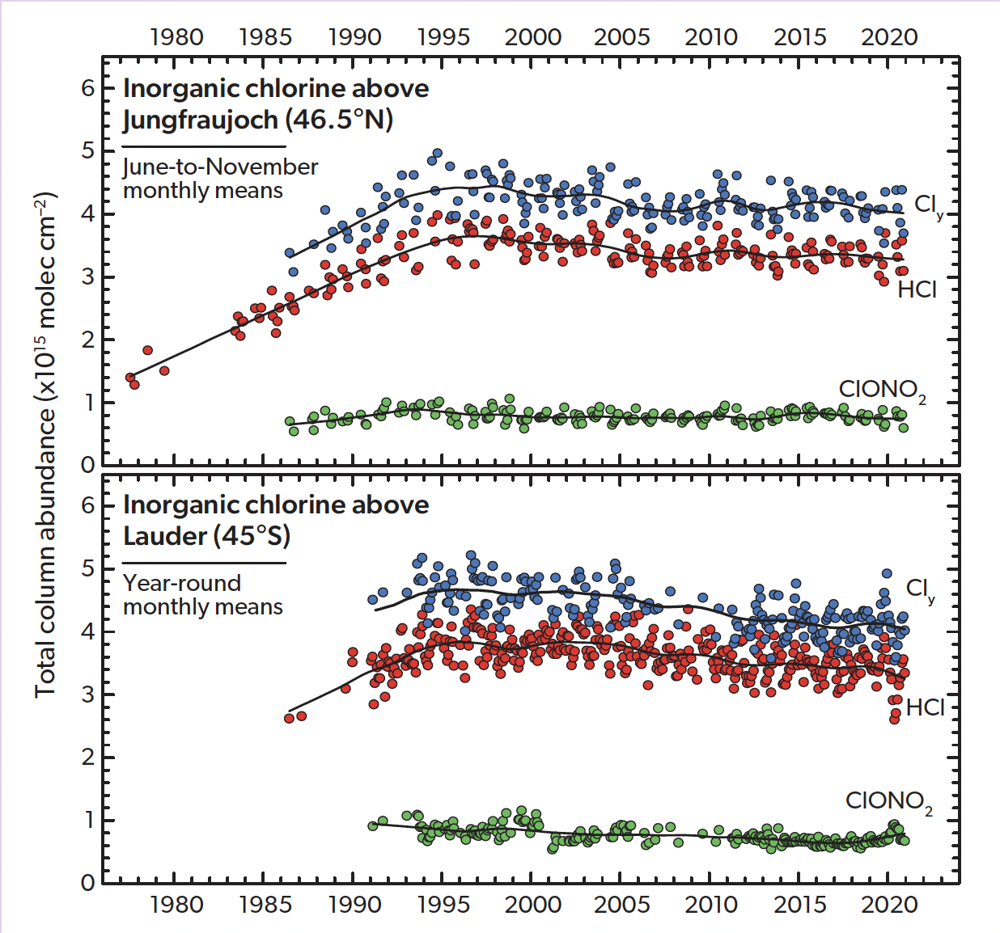 1980 1985 1990 1995 2000 2005 2010 2015 2020
Total column abundance (x10¹⁵ molec cm⁻²)
6
5
4
3
2
1
0
Inorganic chlorine above
Jungfraujoch (46.5°N)
June-to-November
monthly means
Cl_y
HCl
ClONO₂
6
5
4
3
2
1
0
Inorganic chlorine above
Lauder (45°S)
Year-round
monthly means
Cl_y
HCl
ClONO₂
1980 1985 1990 1995 2000 2005 2010 2015 2020